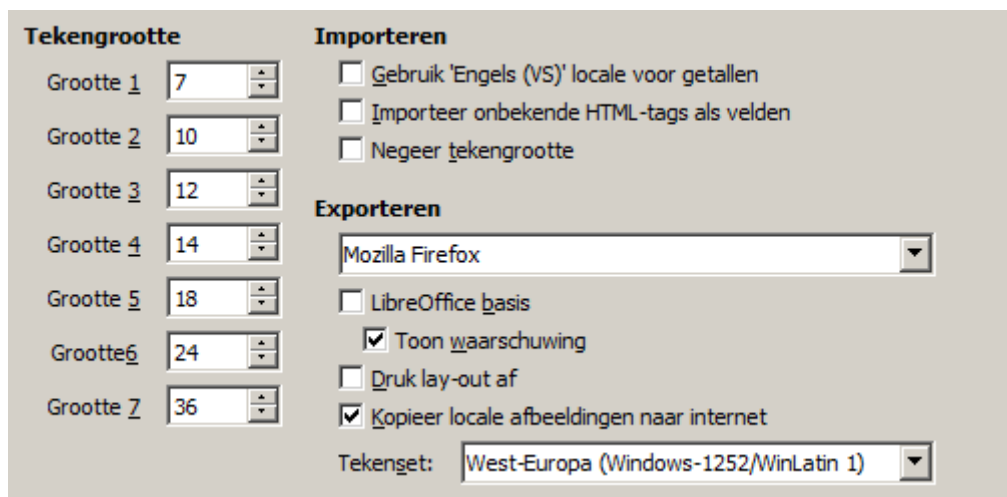 Tekengrootte
Grootte 1 7
Grootte 2 10
Grootte 3 12
Grootte 4 14
Grootte 5 18
Grootte6 24
Grootte 7 36
Importeren
Gebruik 'Engels (VS)' locale voor getallen
Importeer onbekende HTML-tags als velden
Negeer tekengrootte
Exporteren
Mozilla Firefox
LibreOffice basis
Toon waarschuwing
Druk lay-out af
Kopieer locale afbeeldingen naar internet
Tekenset: West-Europa (Windows-1252/WinLatin 1)